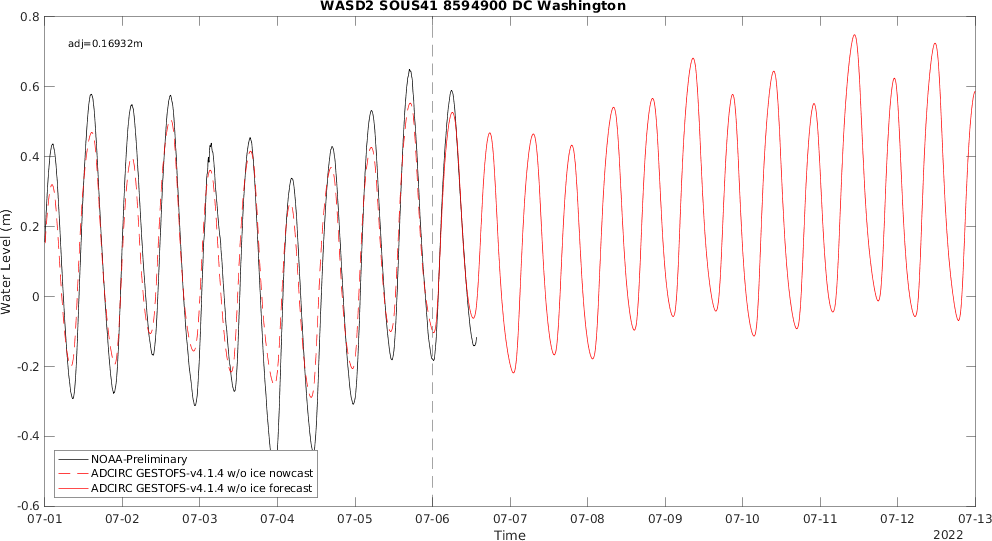 WASD2 SOUS41 8594900 DC Washington
adj=0.16932m
0.8
0.6
0.4
0.2
0
-0.2
-0.4
-0.6
Water Level (m)
NOAA-Preliminary
ADCIRC GESTOFS-v4.1.4 w/o ice nowcast
ADCIRC GESTOFS-v4.1.4 w/o ice forecast
07-01 07-02 07-03 07-04 07-05 07-06 07-07 07-08 07-09 07-10 07-11 07-12 07-13
Time
2022